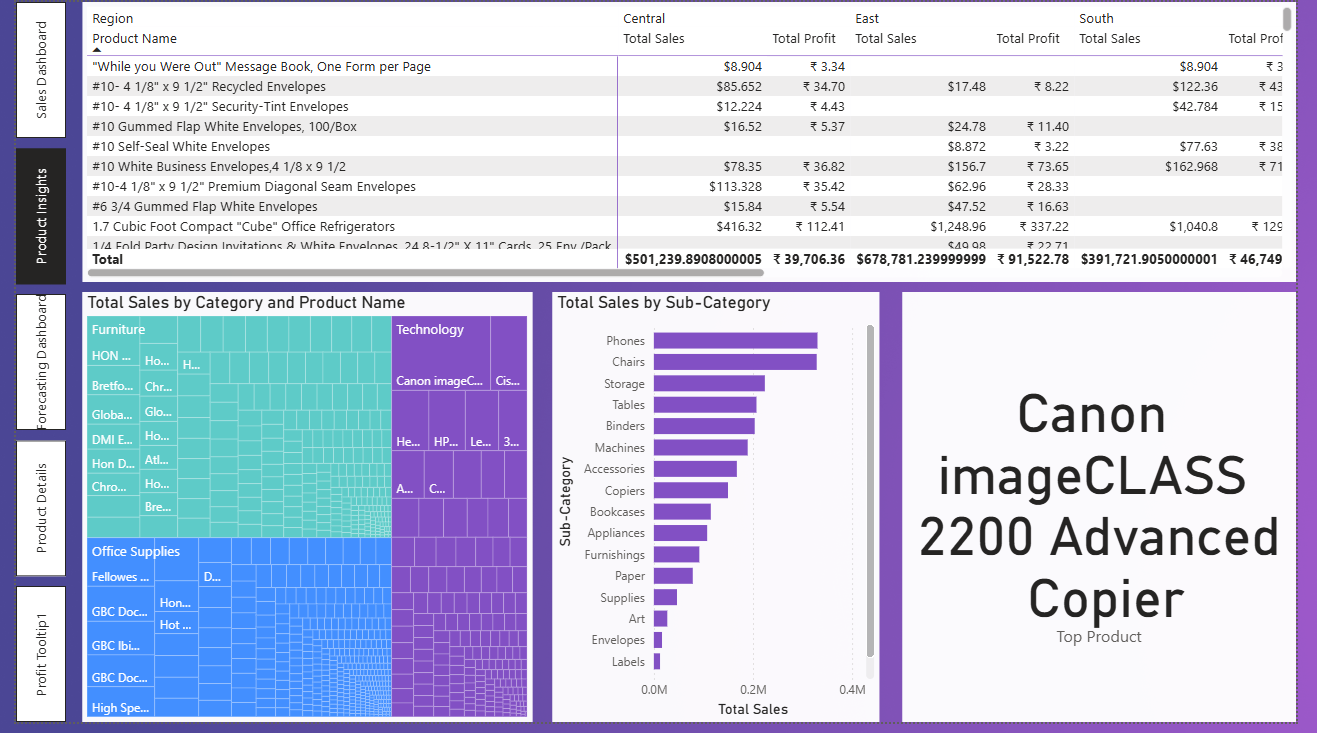 Sales Dashboard
Product Insights
Forecasting Dashboard
Product Details
Profit Tooltip1
Region Central East South
Product Name Total Sales Total Profit Total Sales Total Profit Total Sales Total Prof
"While you Were Out" Message Book, One Form per Page $8.904 ₹ 3.34 $8.904 ₹ 3
#10- 4 1/8" x 9 1/2" Recycled Envelopes $85.652 ₹ 34.70 $17.48 ₹ 8.22 $122.36 ₹ 43
#10- 4 1/8" x 9 1/2" Security-Tint Envelopes $12.224 ₹ 4.43 $42.784 ₹ 15
#10 Gummed Flap White Envelopes, 100/Box $16.52 ₹ 5.37 $24.78 ₹ 11.40
#10 Self-Seal White Envelopes $8.872 ₹ 3.22 $77.63 ₹ 38
#10 White Business Envelopes,4 1/8 x 9 1/2 $78.35 ₹ 36.82 $156.7 ₹ 73.65 $162.968 ₹ 71
#10-4 1/8" x 9 1/2" Premium Diagonal Seam Envelopes $113.328 ₹ 35.42 $62.96 ₹ 28.33
#6 3/4 Gummed Flap White Envelopes $15.84 ₹ 5.54 $47.52 ₹ 16.63
1.7 Cubic Foot Compact "Cube" Office Refrigerators $416.32 ₹ 112.41 $1,248.96 ₹ 337.22 $1,040.8 ₹ 129
1/4 Fold Party Design Invitations & White Envelopes, 24 8-1/2" X 11" Cards, 25 Env./Pack $49.98 ₹ 22.71
Total $501,239.8908000005 ₹ 39,706.36 $678,781.239999999 ₹ 91,522.78 $391,721.9050000001 ₹ 46,749
Total Sales by Category and Product Name
Furniture
HON ...
Bretfo...
Globa...
DMI E...
Hon D...
Chro...
Ho...
Chr...
Glo...
Ho...
Atl...
Ho...
Bre...
H...
Technology
Canon imageC...
Cis...
He...
HP...
Le...
3...
A...
C...
Office Supplies
Fellowes ...
GBC Doc...
GBC Ibi...
GBC Doc...
High Spe...
Hon...
Hot ...
D...
Total Sales by Sub-Category
Sub-Category
Phones
Chairs
Storage
Tables
Binders
Machines
Accessories
Copiers
Bookcases
Appliances
Furnishings
Paper
Supplies
Art
Envelopes
Labels
0.0M 0.2M 0.4M
Total Sales
Canon
imageCLASS
2200 Advanced
Copier
Top Product